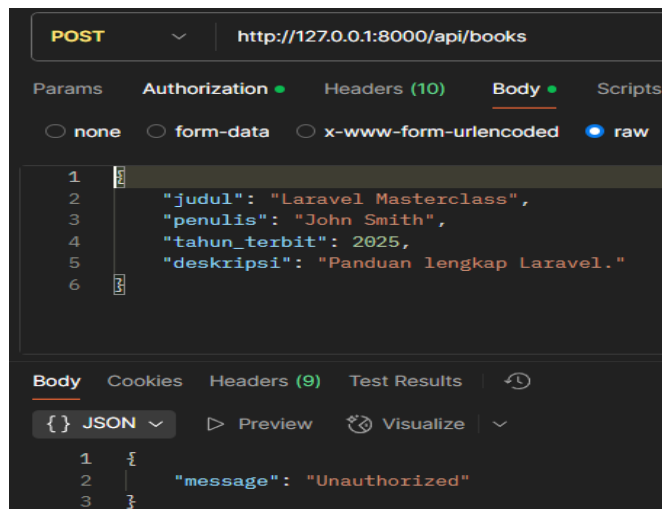 POST http://127.0.0.1:8000/api/books
Params Authorization Headers (10) Body Scripts
none form-data x-www-form-urlencoded raw
1 {
2 "judul": "Laravel Masterclass",
3 "penulis": "John Smith",
4 "tahun_terbit": 2025,
5 "deskripsi": "Panduan lengkap Laravel."
6 }
Body Cookies Headers (9) Test Results
{} JSON Preview Visualize
1 {
2 "message": "Unauthorized"
3 }